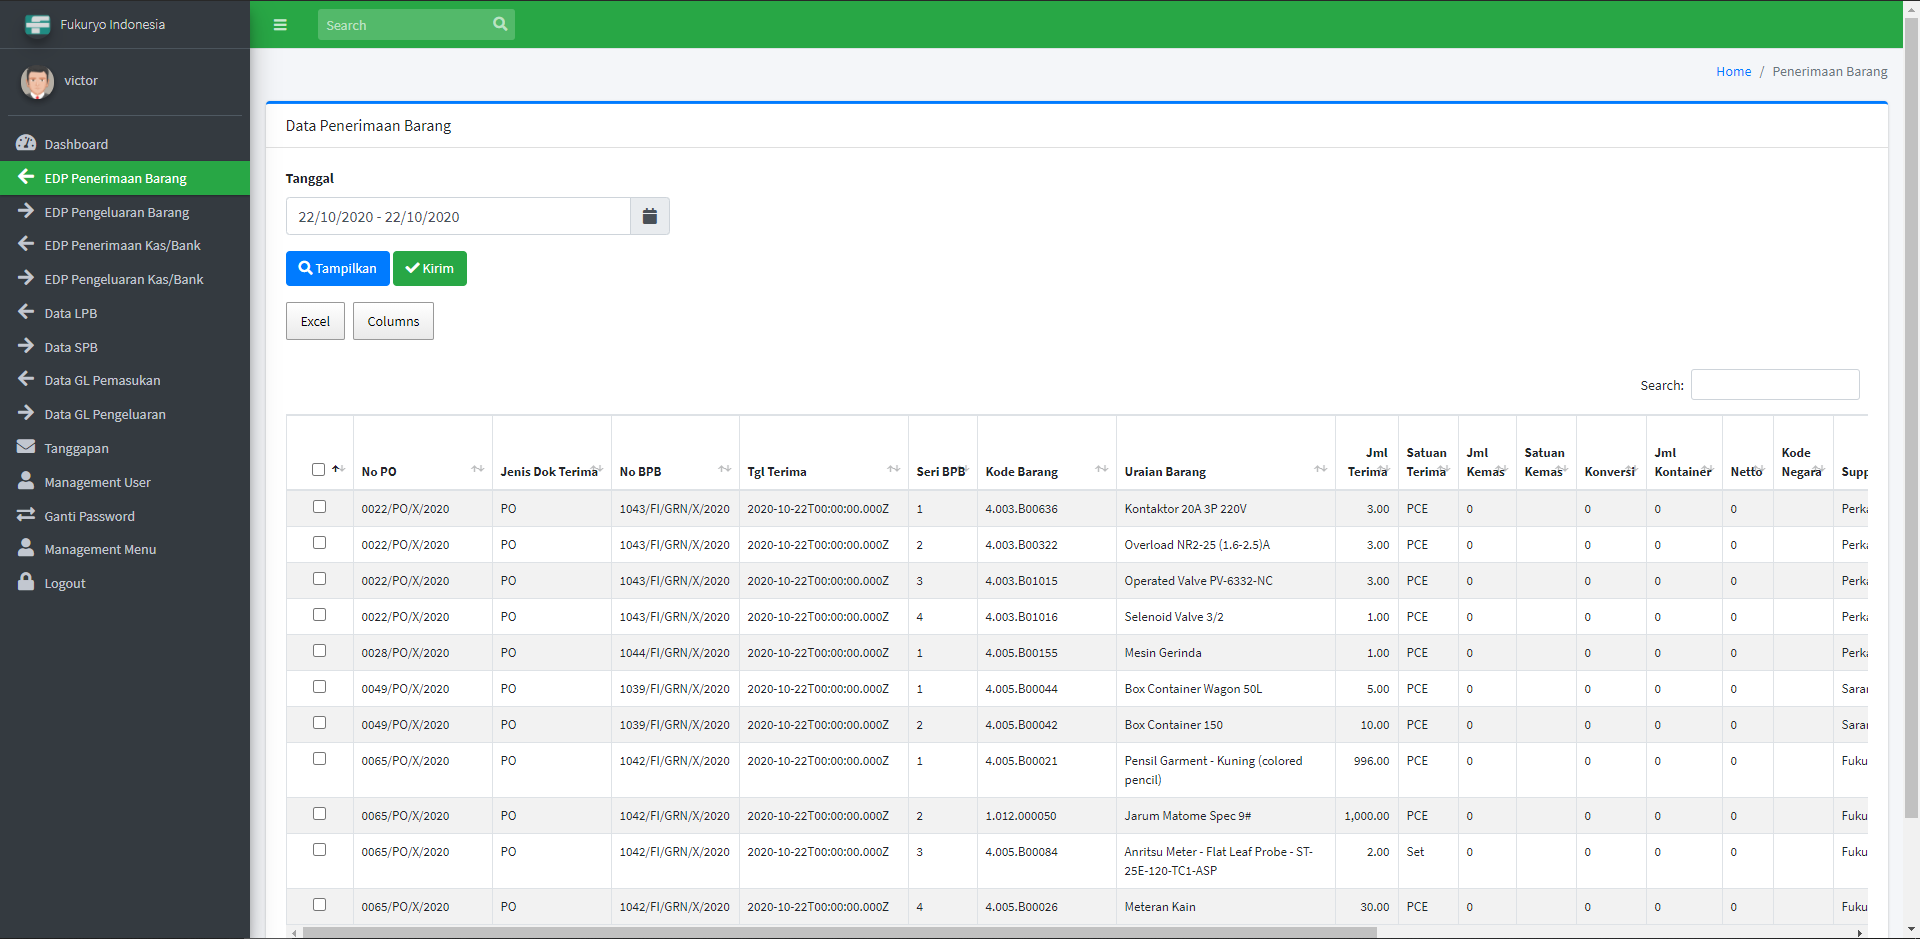 Fukuryo Indonesia
Search
victor
Home / Penerimaan Barang
Dashboard
EDP Penerimaan Barang
EDP Pengeluaran Barang
EDP Penerimaan Kas/Bank
EDP Pengeluaran Kas/Bank
Data LPB
Data SPB
Data GL Pemasukan
Data GL Pengeluaran
Tanggapan
Management User
Ganti Password
Management Menu
Logout
Data Penerimaan Barang
Tanggal
22/10/2020 - 22/10/2020
Tampilkan Kirim
Excel Columns
Search:
No PO Jenis Dok Terima No BPB Tgl Terima Seri BPB Kode Barang Uraian Barang Jml Terima Satuan Terima Jml Kemas Satuan Kemas Konversi Jml Kontainer Netto Kode Negara Supp
0022/PO/X/2020 PO 1043/FI/GRN/X/2020 2020-10-22T00:00:00.000Z 1 4.003.B00636 Kontaktor 20A 3P 220V 3.00 PCE 0 0 0 0 Perka
0022/PO/X/2020 PO 1043/FI/GRN/X/2020 2020-10-22T00:00:00.000Z 2 4.003.B00322 Overload NR2-25 (1.6-2.5)A 3.00 PCE 0 0 0 0 Perka
0022/PO/X/2020 PO 1043/FI/GRN/X/2020 2020-10-22T00:00:00.000Z 3 4.003.B01015 Operated Valve PV-6332-NC 3.00 PCE 0 0 0 0 Perka
0022/PO/X/2020 PO 1043/FI/GRN/X/2020 2020-10-22T00:00:00.000Z 4 4.003.B01016 Selenoid Valve 3/2 1.00 PCE 0 0 0 0 Perka
0028/PO/X/2020 PO 1044/FI/GRN/X/2020 2020-10-22T00:00:00.000Z 1 4.005.B00155 Mesin Gerinda 1.00 PCE 0 0 0 0 Perka
0049/PO/X/2020 PO 1039/FI/GRN/X/2020 2020-10-22T00:00:00.000Z 1 4.005.B00044 Box Container Wagon 50L 5.00 PCE 0 0 0 0 Saran
0049/PO/X/2020 PO 1039/FI/GRN/X/2020 2020-10-22T00:00:00.000Z 2 4.005.B00042 Box Container 150 10.00 PCE 0 0 0 0 Saran
0065/PO/X/2020 PO 1042/FI/GRN/X/2020 2020-10-22T00:00:00.000Z 1 4.005.B00021 Pensil Garment - Kuning (colored 996.00 PCE 0 0 0 0 Fuku
pencil)
0065/PO/X/2020 PO 1042/FI/GRN/X/2020 2020-10-22T00:00:00.000Z 2 1.012.000050 Jarum Matome Spec 9# 1,000.00 PCE 0 0 0 0 Fuku
0065/PO/X/2020 PO 1042/FI/GRN/X/2020 2020-10-22T00:00:00.000Z 3 4.005.B00084 Anritsu Meter - Flat Leaf Probe - ST- 2.00 Set 0 0 0 0 Fuku
25E-120-TC1-ASP
0065/PO/X/2020 PO 1042/FI/GRN/X/2020 2020-10-22T00:00:00.000Z 4 4.005.B00026 Meteran Kain 30.00 PCE 0 0 0 0 Fuku